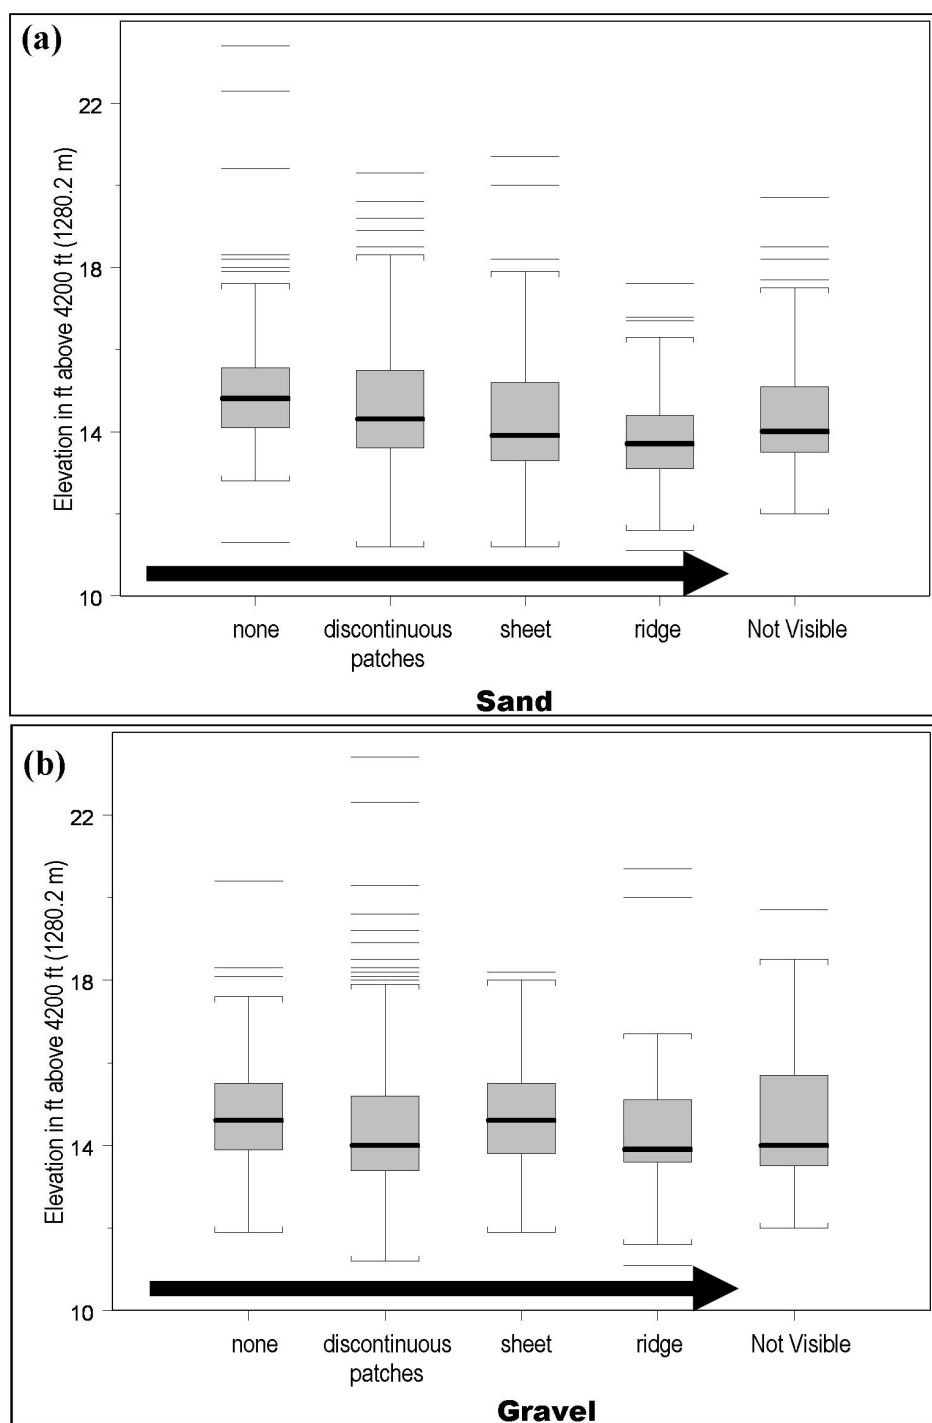 (a)
Elevation in ft above 4200 ft (1280.2 m)
22
18
14
10
none
discontinuous
patches
sheet
ridge
Not Visible
Sand
(b)
Elevation in ft above 4200 ft (1280.2 m)
22
18
14
10
none
discontinuous
patches
sheet
ridge
Not Visible
Gravel